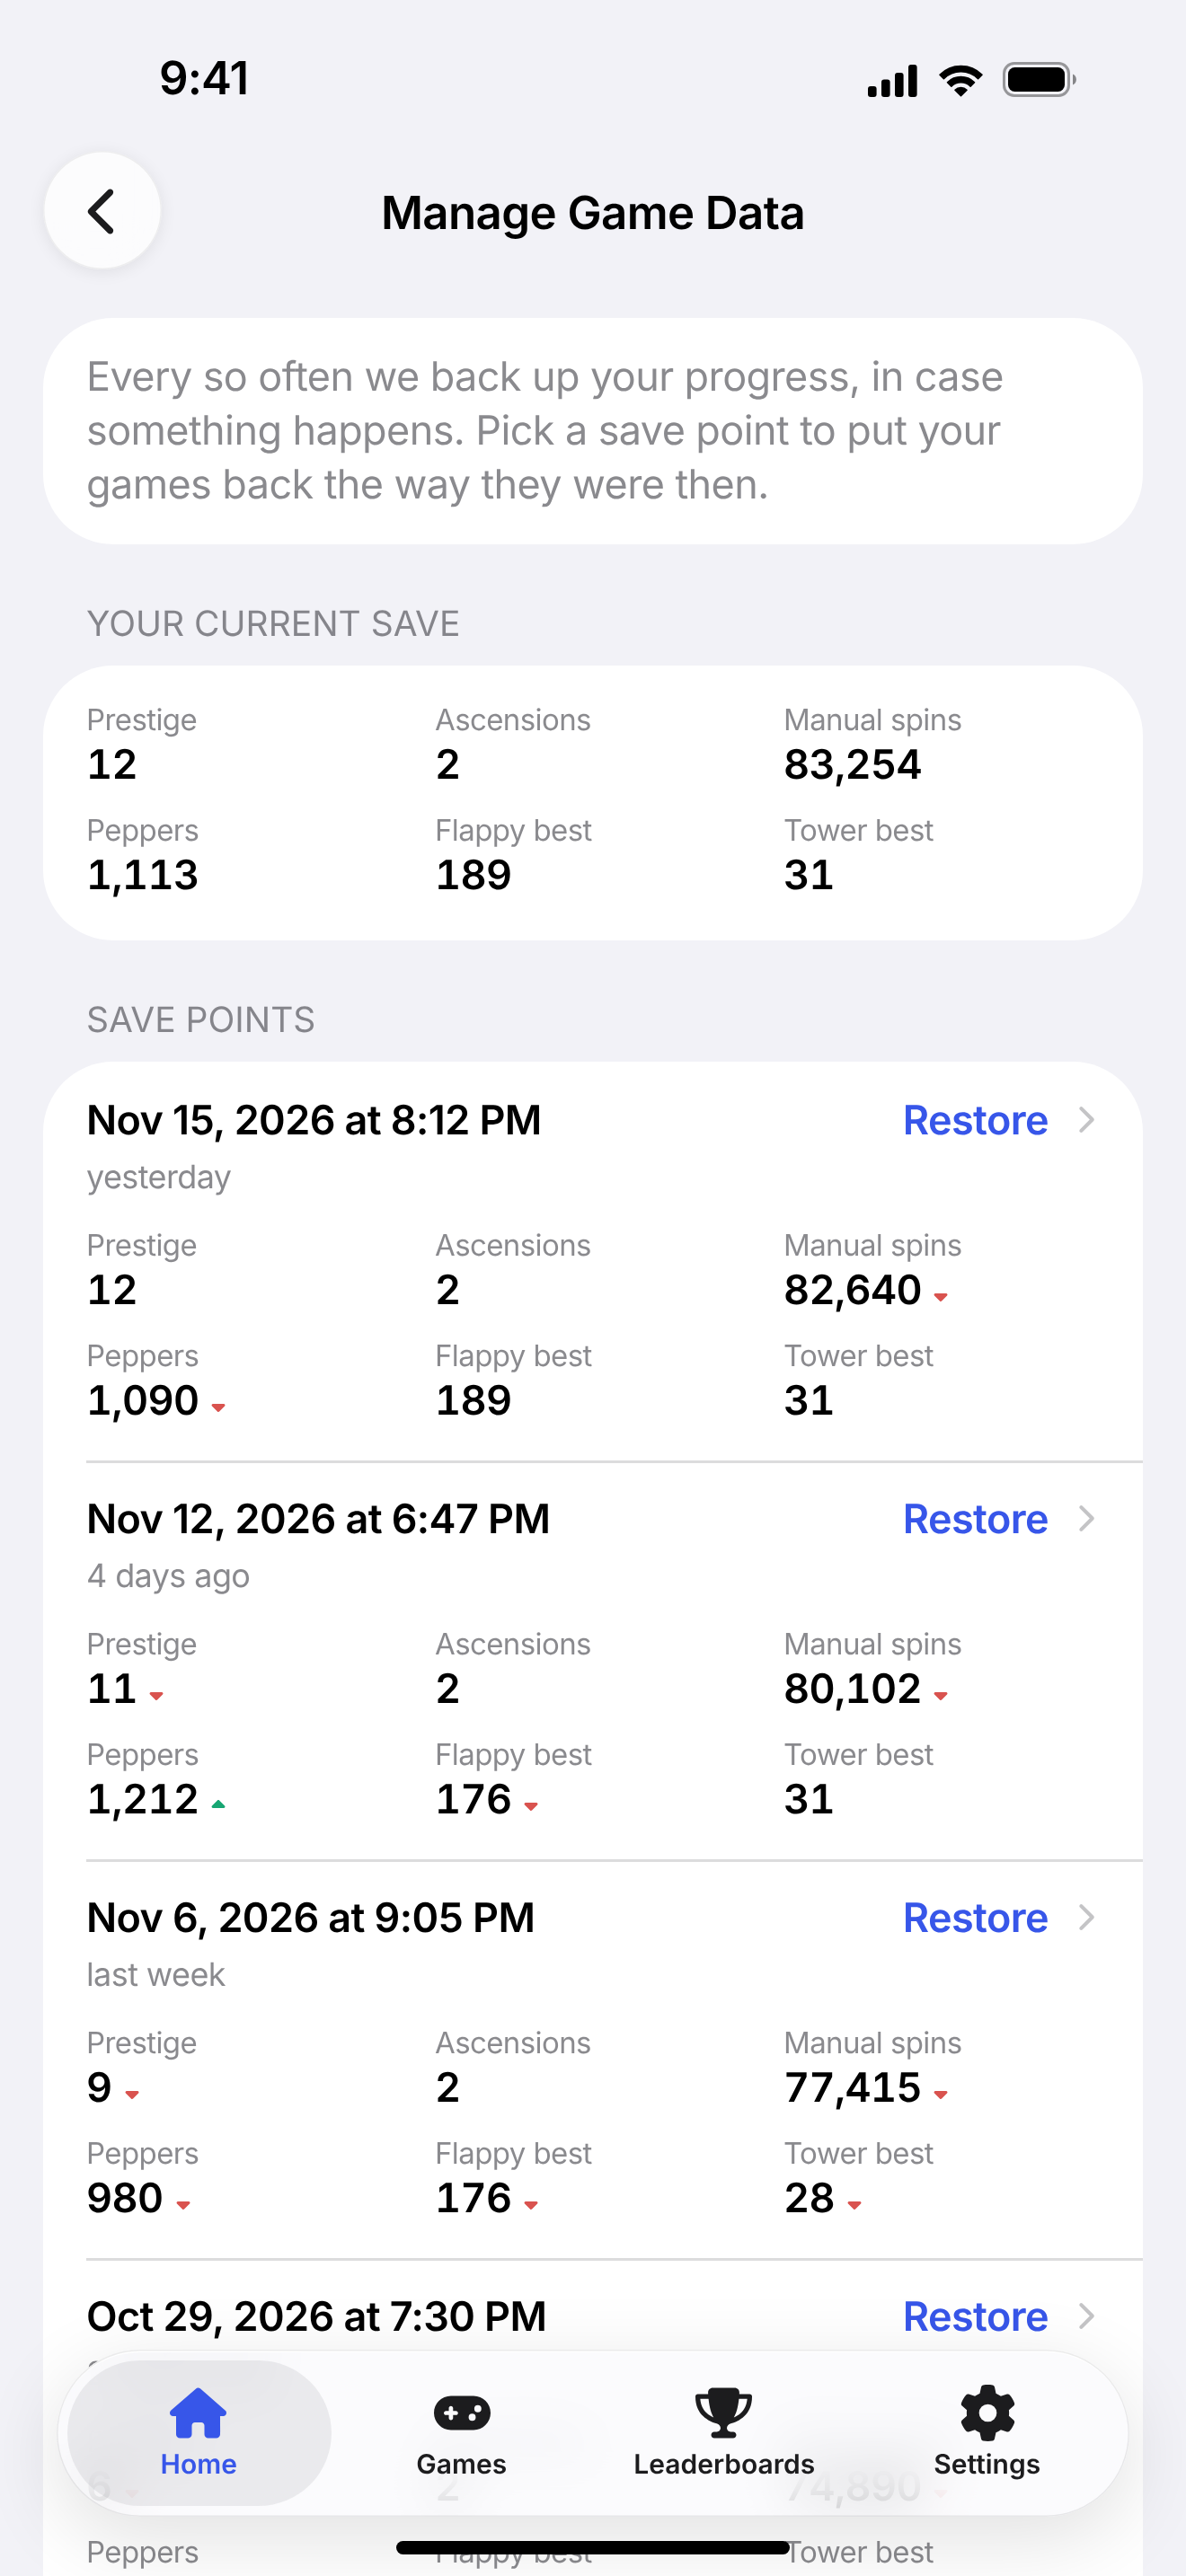 9:41
Manage Game Data
Every so often we back up your progress, in case
something happens. Pick a save point to put your
games back the way they were then.
YOUR CURRENT SAVE
Prestige Ascensions Manual spins
12 2 83,254
Peppers Flappy best Tower best
1,113 189 31
SAVE POINTS
Nov 15, 2026 at 8:12 PM Restore
yesterday
Prestige Ascensions Manual spins
12 2 82,640
Peppers Flappy best Tower best
1,090 189 31
Nov 12, 2026 at 6:47 PM Restore
4 days ago
Prestige Ascensions Manual spins
11 2 80,102
Peppers Flappy best Tower best
1,212 176 31
Nov 6, 2026 at 9:05 PM Restore
last week
Prestige Ascensions Manual spins
9 2 77,415
Peppers Flappy best Tower best
980 176 28
Oct 29, 2026 at 7:30 PM Restore
Home Games Leaderboards Settings
6 2 74,890
Peppers Flappy best Tower best